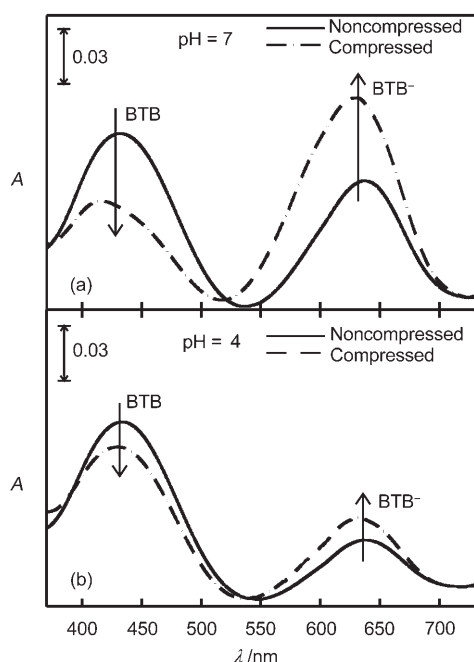 Noncompressed
pH = 7
Compressed
0.03
BTB
BTB⁻
A
(a)
Noncompressed
pH = 4
Compressed
0.03
BTB
BTB⁻
A
(b)
400 450 500 550 600 650 700
λ/nm